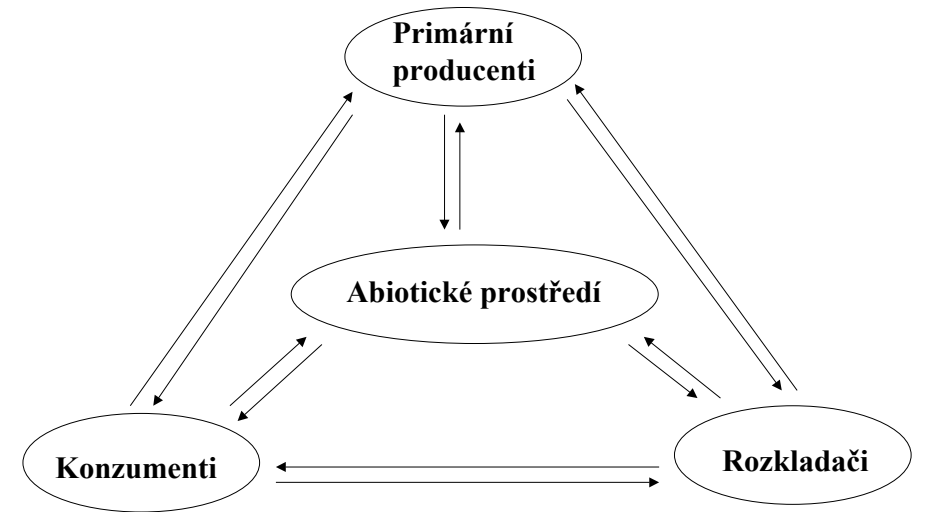 Primární
producenti
Abiotické prostředí
Konzumenti
Rozkladači